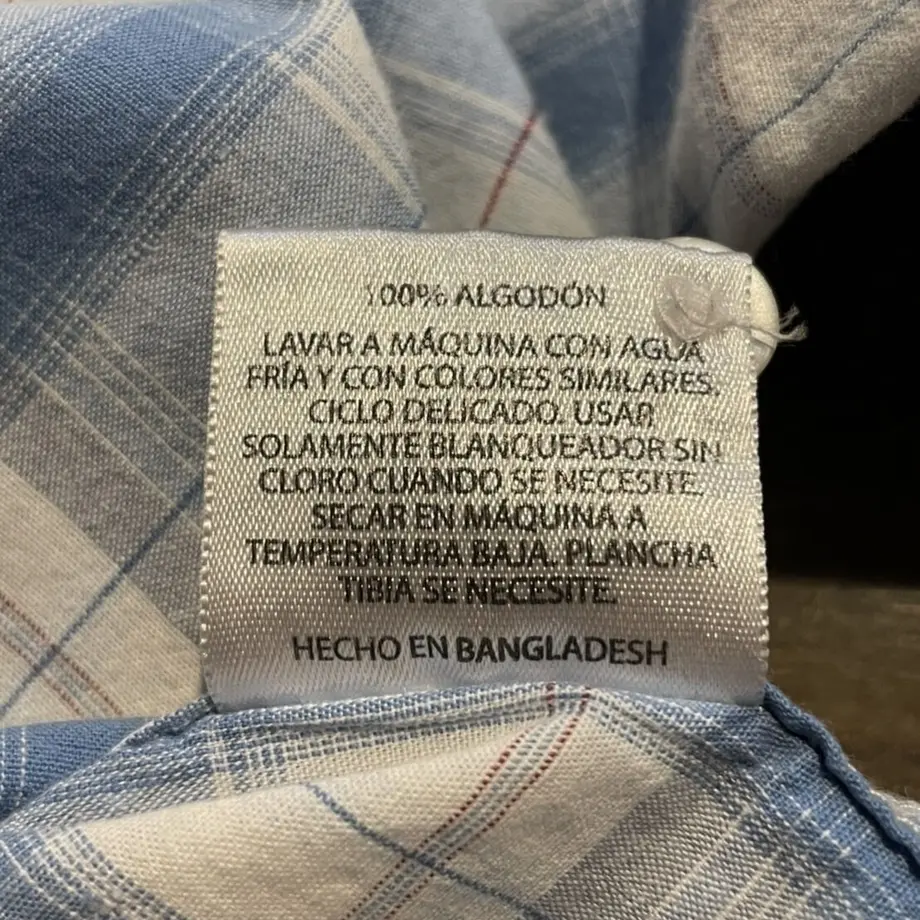 100% ALGODÓN
LAVAR A MÁQUINA CON AGUA
FRÍA Y CON COLORES SIMILARES.
CICLO DELICADO. USAR
SOLAMENTE BLANQUEADOR SIN
CLORO CUANDO SE NECESITE.
SECAR EN MÁQUINA A
TEMPERATURA BAJA. PLANCHA
TIBIA SE NECESITE.
HECHO EN BANGLADESH